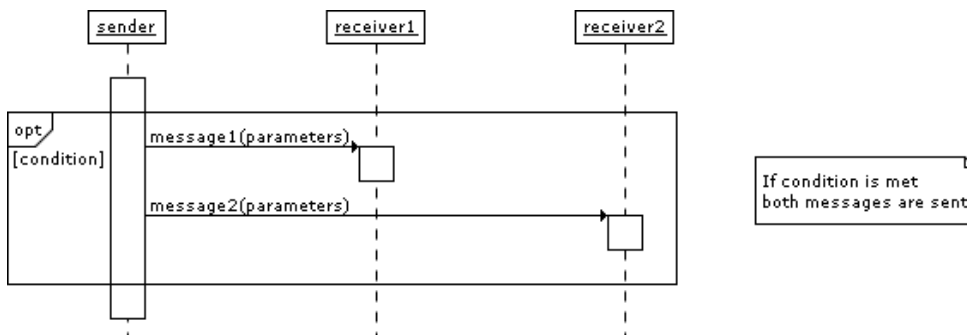 sender
receiver1
receiver2
opt
[condition]
message1(parameters)
message2(parameters)
If condition is met
both messages are sent